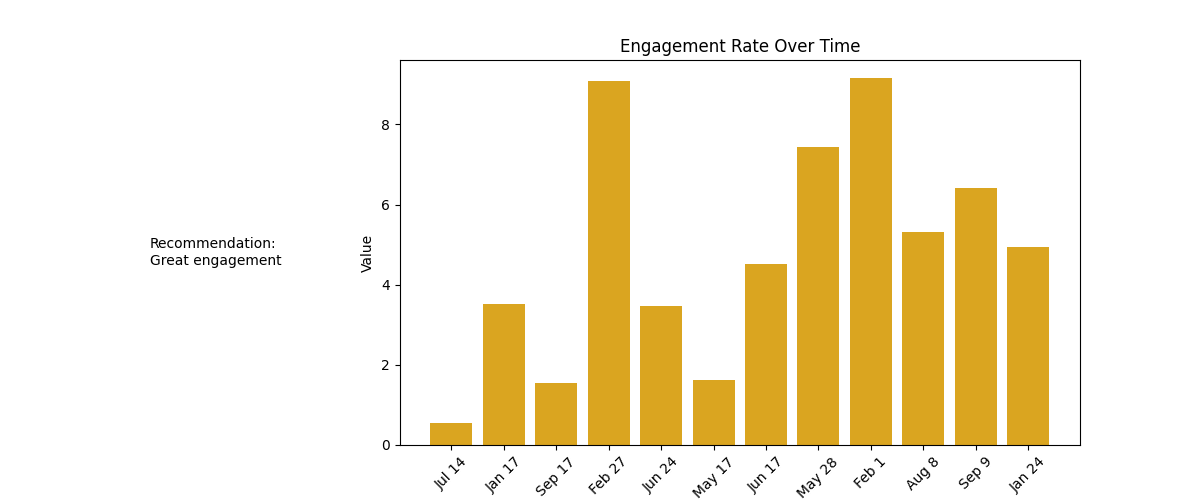 Engagement Rate Over Time
Recommendation:
Great engagement
Value
8
6
4
2
0
Jul 14
Jan 17
Sep 17
Feb 27
Jun 24
May 17
Jun 17
May 28
Feb 1
Aug 8
Sep 9
Jan 24